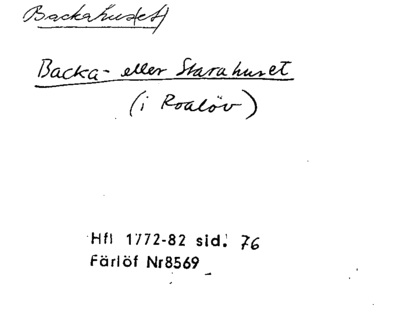 Backahuset)
Backa- eller Starahuset
(i Roalöv)
Hfl 1772-82 sid. 76
Färlöf Nr8569